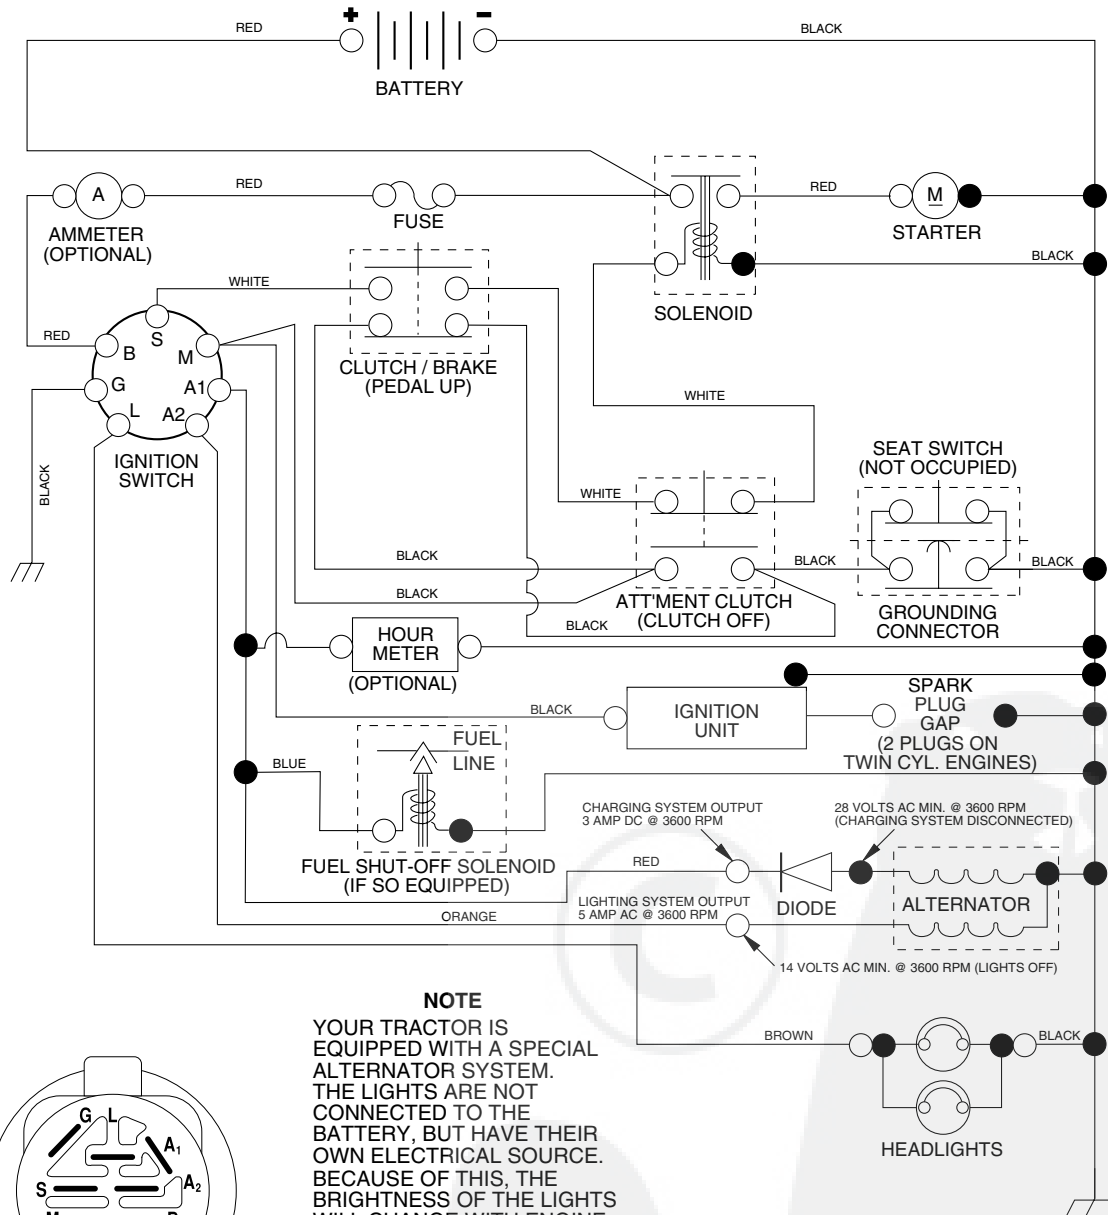 + -
RED
BLACK
BATTERY
A
RED
FUSE
RED
M
STARTER
AMMETER
(OPTIONAL)
BLACK
SOLENOID
WHITE
RED
S
B
M
G
A1
L
A2
CLUTCH / BRAKE
(PEDAL UP)
WHITE
IGNITION
SWITCH
BLACK
SEAT SWITCH
(NOT OCCUPIED)
WHITE
BLACK
BLACK
BLACK
BLACK
ATT'MENT CLUTCH
(CLUTCH OFF)
GROUNDING
CONNECTOR
BLACK
HOUR
METER
(OPTIONAL)
BLACK
IGNITION
UNIT
SPARK
PLUG
GAP
(2 PLUGS ON
TWIN CYL. ENGINES)
FUEL
LINE
BLUE
CHARGING SYSTEM OUTPUT
3 AMP DC @ 3600 RPM
28 VOLTS AC MIN. @ 3600 RPM
(CHARGING SYSTEM DISCONNECTED)
FUEL SHUT-OFF SOLENOID
(IF SO EQUIPPED)
RED
DIODE
ALTERNATOR
LIGHTING SYSTEM OUTPUT
5 AMP AC @ 3600 RPM
ORANGE
14 VOLTS AC MIN. @ 3600 RPM (LIGHTS OFF)
BROWN
BLACK
HEADLIGHTS
NOTE
YOUR TRACTOR IS
EQUIPPED WITH A SPECIAL
ALTERNATOR SYSTEM.
THE LIGHTS ARE NOT
CONNECTED TO THE
BATTERY, BUT HAVE THEIR
OWN ELECTRICAL SOURCE.
BECAUSE OF THIS, THE
BRIGHTNESS OF THE LIGHTS
WILL CHANGE WITH ENGINE
G L
A1
S
A2
M
B
©